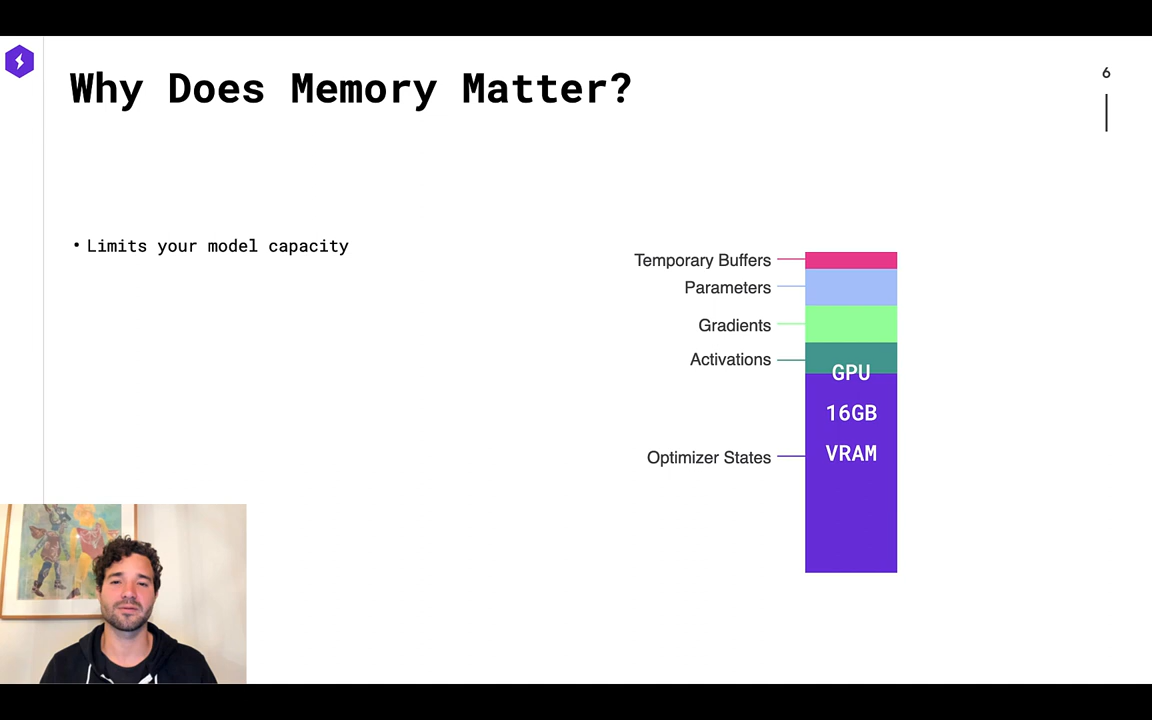 Why Does Memory Matter?
6
• Limits your model capacity
Temporary Buffers
Parameters
Gradients
Activations
Optimizer States
GPU
16GB
VRAM